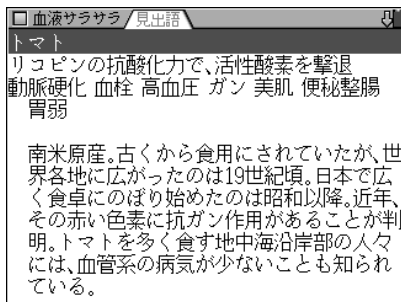 血液サラサラ 見出語
トマト
リコピンの抗酸化力で、活性酸素を撃退
動脈硬化 血栓 高血圧 ガン 美肌 便秘整腸
胃弱
南米原産。古くから食用にされていたが、世
界各地に広がったのは19世紀頃。日本で広
く食卓にのぼり始めたのは昭和以降。近年、
その赤い色素に抗ガン作用があることが判
明。トマトを多く食す地中海沿岸部の人々
には、血管系の病気が少ないことも知られ
ている。